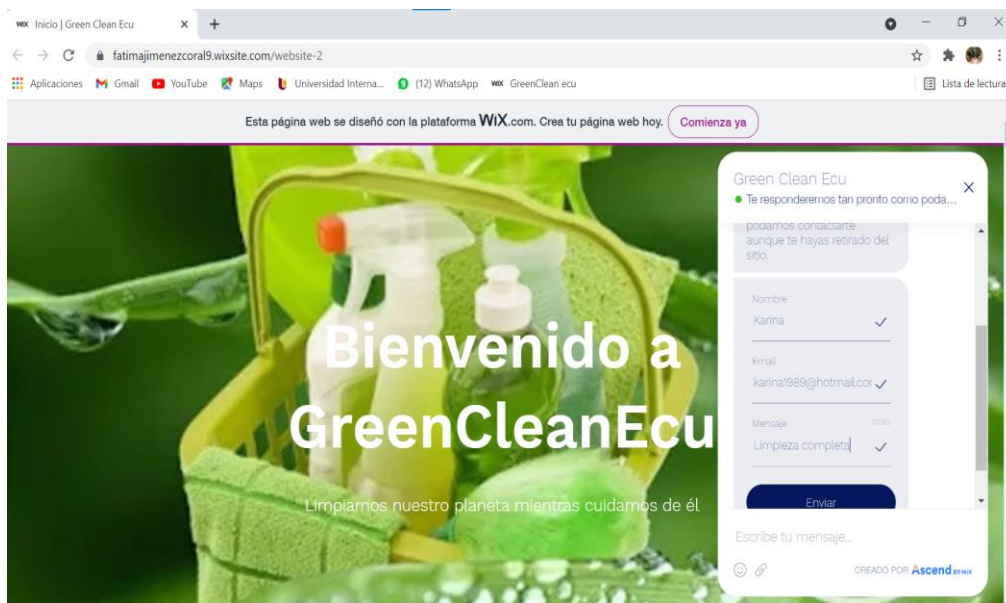 WiX Inicio | Green Clean Ecu
fatimajimenezcoral9.wixsite.com/website-2
Aplicaciones Gmail YouTube Maps Universidad Interna... (12) WhatsApp WiX GreenClean ecu Lista de lectura
Esta página web se diseñó con la plataforma WiX.com. Crea tu página web hoy. Comienza ya
Green Clean Ecu
Te responderemos tan pronto como poda...
podamos contactarte
aunque te hayas retirado del
sitio.
Nombre
Karina
Email
karina1989@hotmail.cor
Mensaje
Limpieza completa
Enviar
Escribe tu mensaje...
CREADO POR Ascend BY WIX
Bienvenido a
GreenCleanEcu
Limpiamos nuestro planeta mientras cuidamos de él